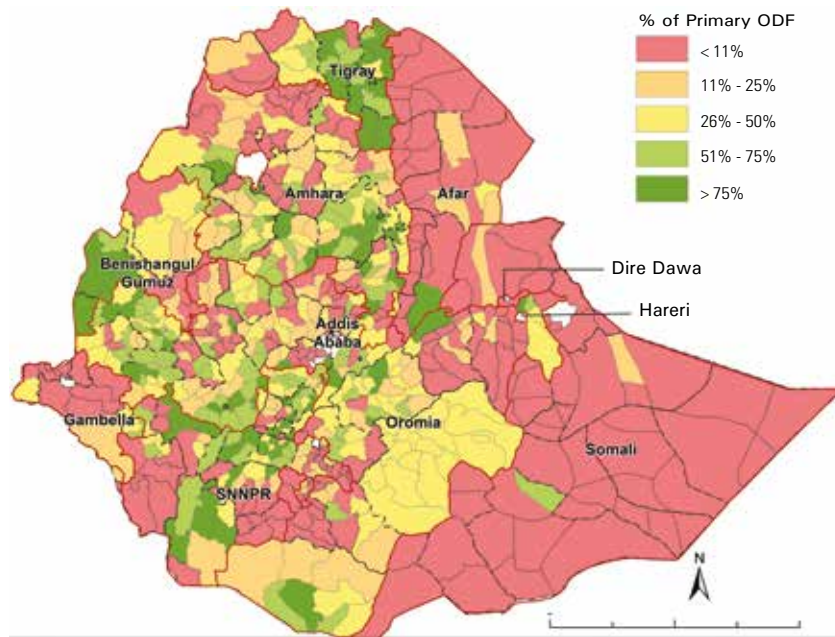 % of Primary ODF
< 11%
11% - 25%
26% - 50%
51% - 75%
> 75%
Tigray
Amhara
Afar
Benishangul
Gumuz
Dire Dawa
Hareri
Addis
Ababa
Gambella
Oromia
Somali
SNNPR
N